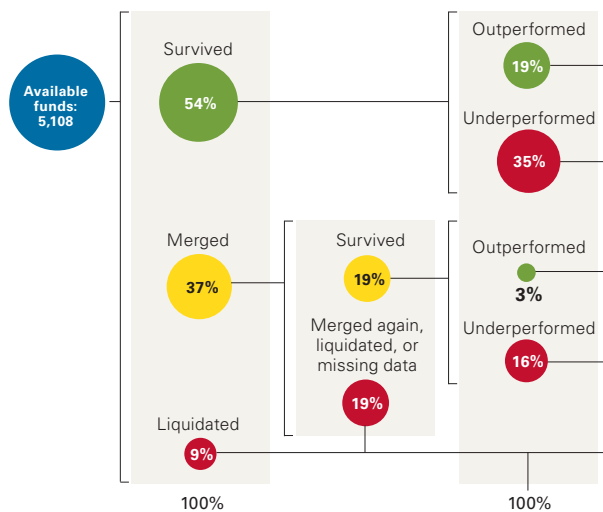 Available
funds:
5,108
Survived
54%
Merged
37%
Liquidated
9%
100%
Survived
19%
Merged again,
liquidated, or
missing data
19%
Outperformed
19%
Underperformed
35%
Outperformed
3%
Underperformed
16%
100%